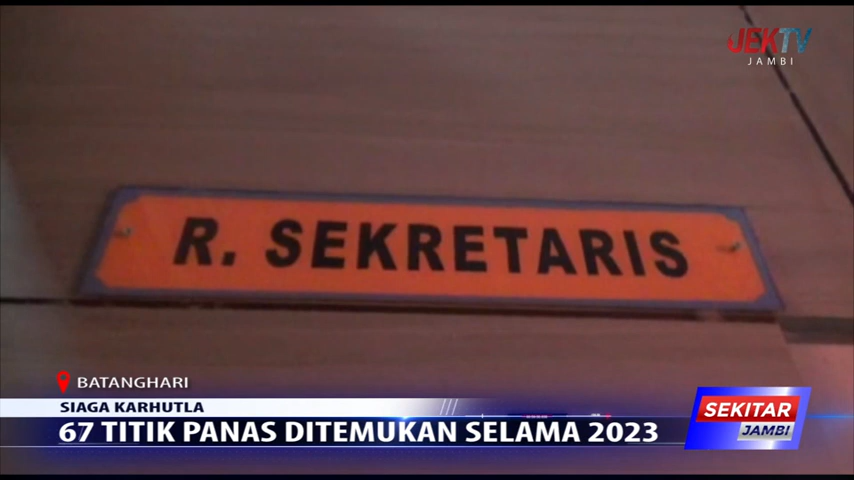 JEKTV
JAMBI
R. SEKRETARIS
BATANGHARI
SIAGA KARHUTLA
67 TITIK PANAS DITEMUKAN SELAMA 2023
SEKITAR
JAMBI